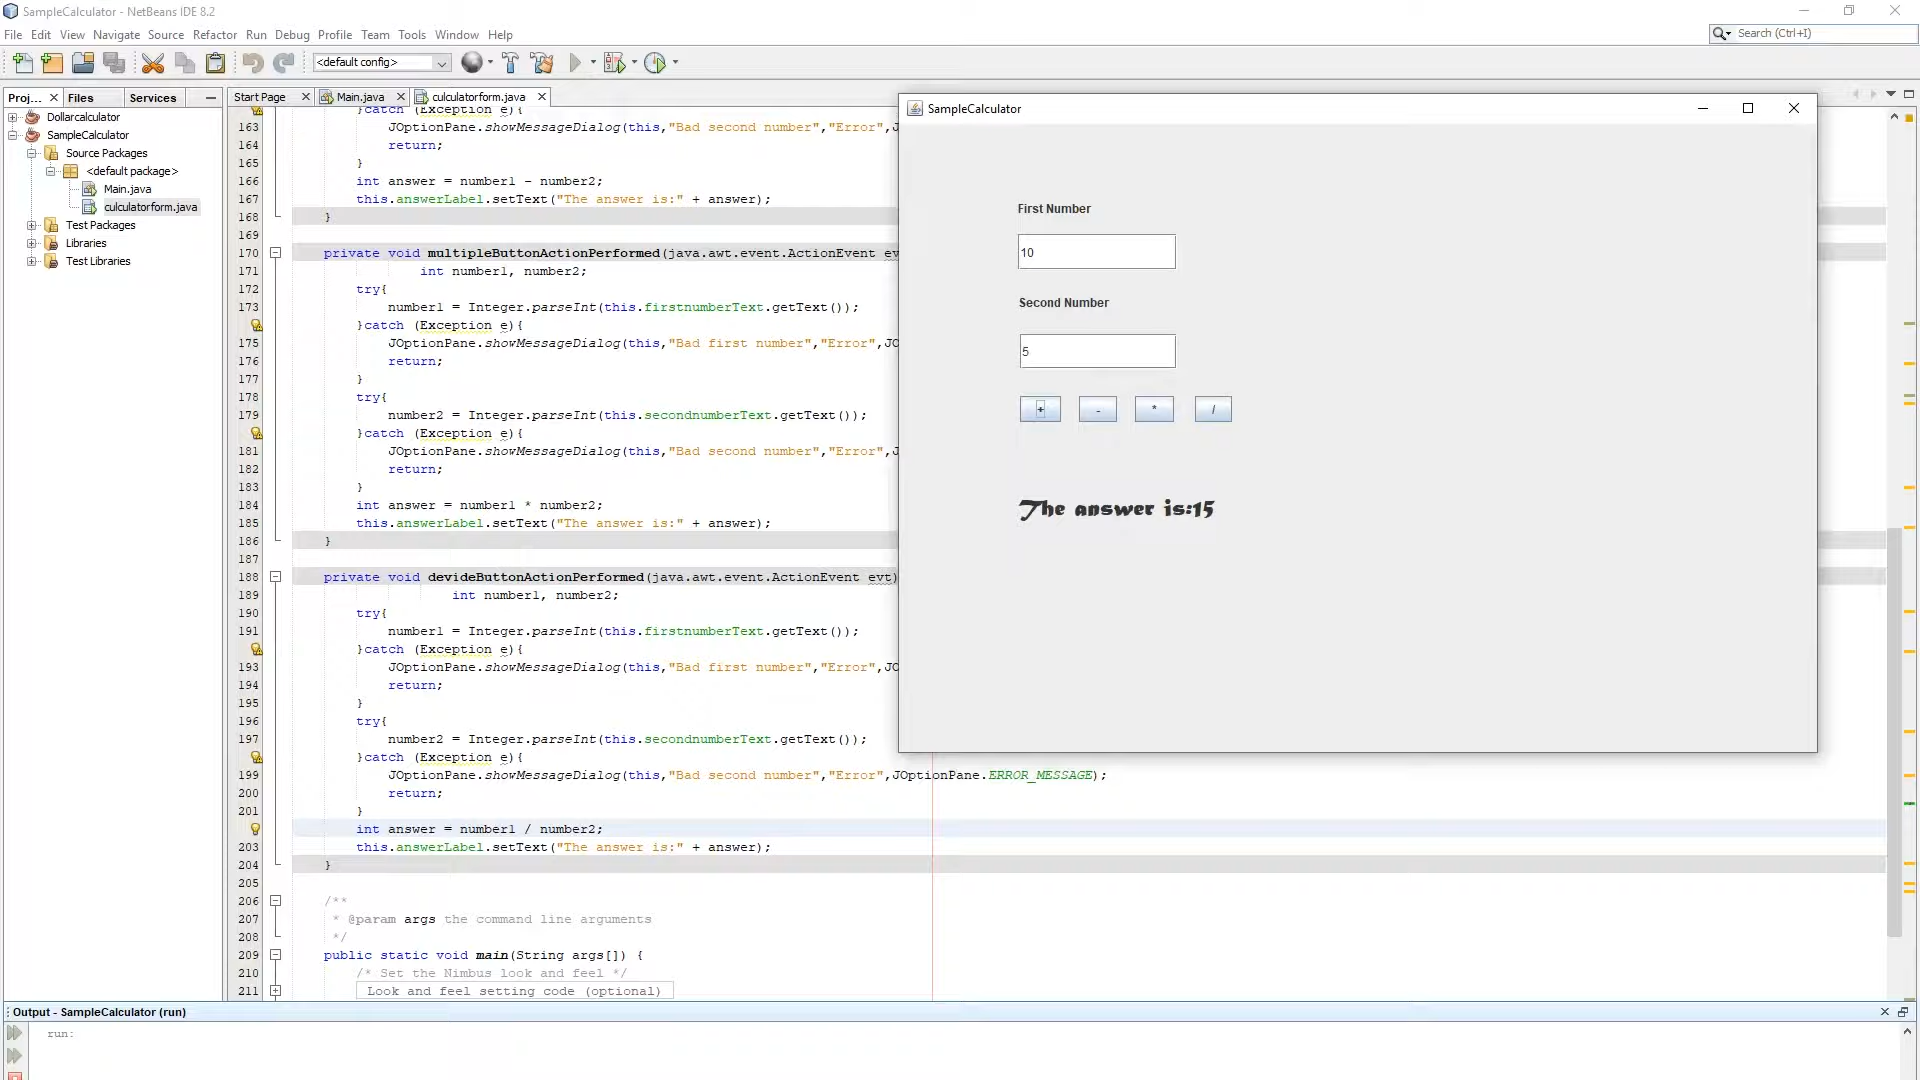 SampleCalculator - NetBeans IDE 8.2
File Edit View Navigate Source Refactor Run Debug Profile Team Tools Window Help
Search (Ctrl+I)
<default config>
Proj... Files Services
Start Page Main.java culculatorform.java
Dollarcalculator
SampleCalculator
Source Packages
<default package>
Main.java
culculatorform.java
Test Packages
Libraries
Test Libraries
}catch (Exception e){
163 JOptionPane.showMessageDialog(this,"Bad second number","Error",J
164 return;
165 }
166 int answer = number1 - number2;
167 this.answerLabel.setText("The answer is:" + answer);
168 }
169
170 private void multipleButtonActionPerformed(java.awt.event.ActionEvent ev
171 int number1, number2;
172 try{
173 number1 = Integer.parseInt(this.firstnumberText.getText());
}catch (Exception e){
175 JOptionPane.showMessageDialog(this,"Bad first number","Error",JO
176 return;
177 }
178 try{
179 number2 = Integer.parseInt(this.secondnumberText.getText());
}catch (Exception e){
181 JOptionPane.showMessageDialog(this,"Bad second number","Error",J
182 return;
183 }
184 int answer = number1 * number2;
185 this.answerLabel.setText("The answer is:" + answer);
186 }
187
188 private void devideButtonActionPerformed(java.awt.event.ActionEvent evt)
189 int number1, number2;
190 try{
191 number1 = Integer.parseInt(this.firstnumberText.getText());
}catch (Exception e){
193 JOptionPane.showMessageDialog(this,"Bad first number","Error",JO
194 return;
195 }
196 try{
197 number2 = Integer.parseInt(this.secondnumberText.getText());
}catch (Exception e){
199 JOptionPane.showMessageDialog(this,"Bad second number","Error",JOptionPane.ERROR_MESSAGE);
200 return;
201 }
int answer = number1 / number2;
203 this.answerLabel.setText("The answer is:" + answer);
204 }
205
206 /**
207 * @param args the command line arguments
208 */
209 public static void main(String args[]) {
210 /* Set the Nimbus look and feel */
211 Look and feel setting code (optional)
SampleCalculator
First Number
10
Second Number
5
+ - * /
The answer is:15
Output - SampleCalculator (run)
run: